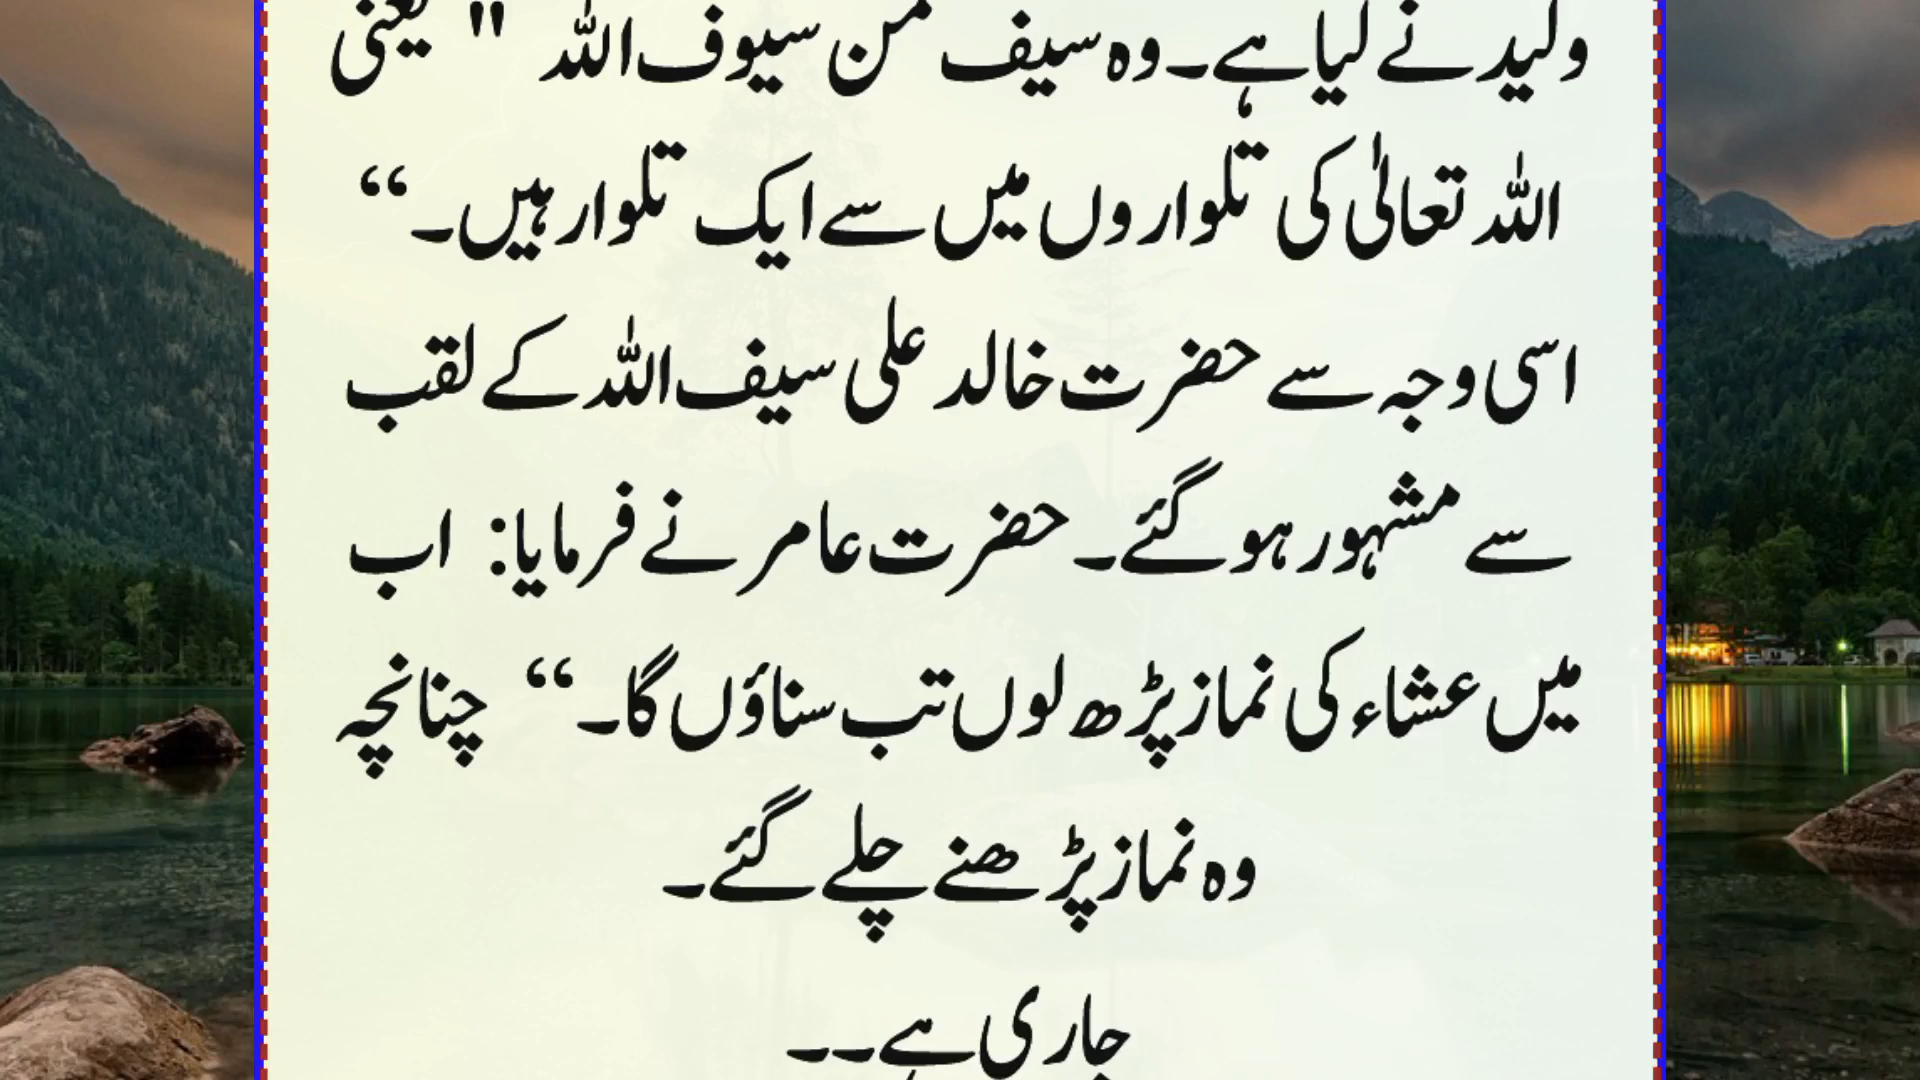 ولید نے لیا ہے۔ وہ سیف من سیوف اللہ " یعنی
اللہ تعالیٰ کی تلواروں میں سے ایک تلوار ہیں۔“
اسی وجہ سے حضرت خالد علی سیف اللہ کے لقب
سے مشہور ہو گئے۔ حضرت عامر نے فرمایا: اب
میں عشاء کی نماز پڑھ لوں تب سناؤں گا۔“ چنانچہ
وہ نماز پڑھنے چلے گئے۔
جاری ہے۔۔